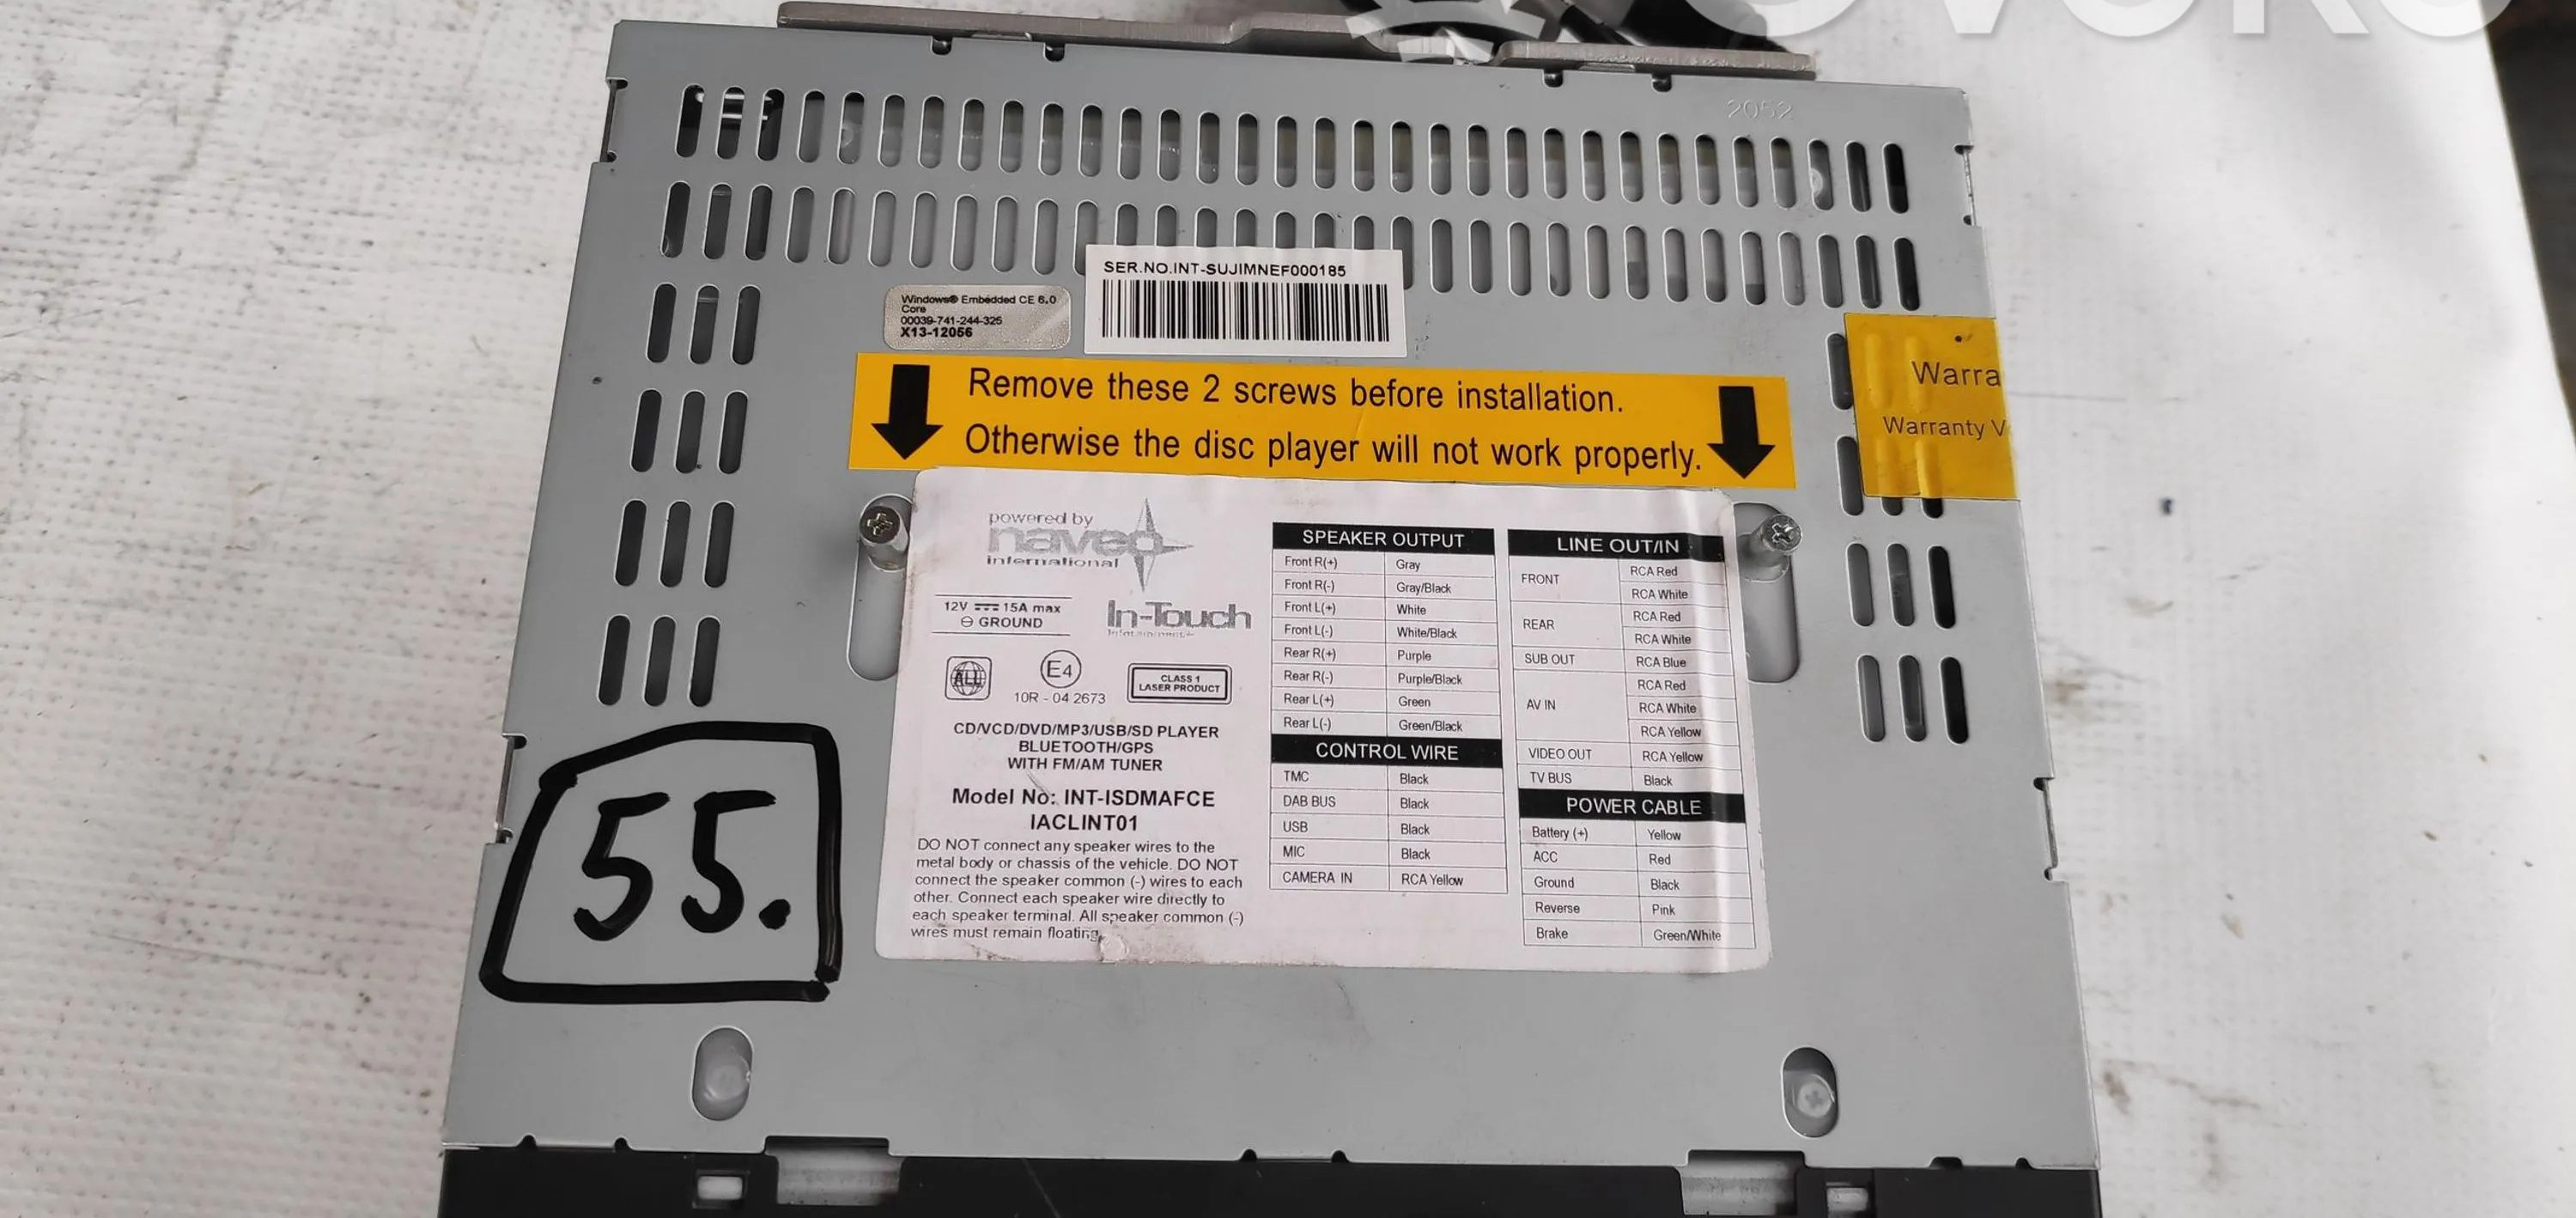 2052
SER.NO.INT-SUJIMNEF000185
Windows® Embedded CE 6.0
Core
00039-741-244-325
X13-12056
Remove these 2 screws before installation.
Otherwise the disc player will not work properly.
Warra
Warranty V
powered by
naveo
international
12V 15A max
GROUND
In-Touch
ALL
E4
10R - 04 2673
CLASS 1
LASER PRODUCT
CD/VCD/DVD/MP3/USB/SD PLAYER
BLUETOOTH/GPS
WITH FM/AM TUNER
Model No: INT-ISDMAFCE
IACLINT01
DO NOT connect any speaker wires to the
metal body or chassis of the vehicle. DO NOT
connect the speaker common (-) wires to each
other. Connect each speaker wire directly to
each speaker terminal. All speaker common (-)
wires must remain floating.
SPEAKER OUTPUT
Front R(+) Gray
Front R(-) Gray/Black
Front L(+) White
Front L(-) White/Black
Rear R(+) Purple
Rear R(-) Purple/Black
Rear L(+) Green
Rear L(-) Green/Black
CONTROL WIRE
TMC Black
DAB BUS Black
USB Black
MIC Black
CAMERA IN RCA Yellow
LINE OUT/IN
FRONT RCA Red
RCA White
REAR RCA Red
RCA White
SUB OUT RCA Blue
AV IN RCA Red
RCA White
RCA Yellow
VIDEO OUT RCA Yellow
TV BUS Black
POWER CABLE
Battery (+) Yellow
ACC Red
Ground Black
Reverse Pink
Brake Green/White
55.